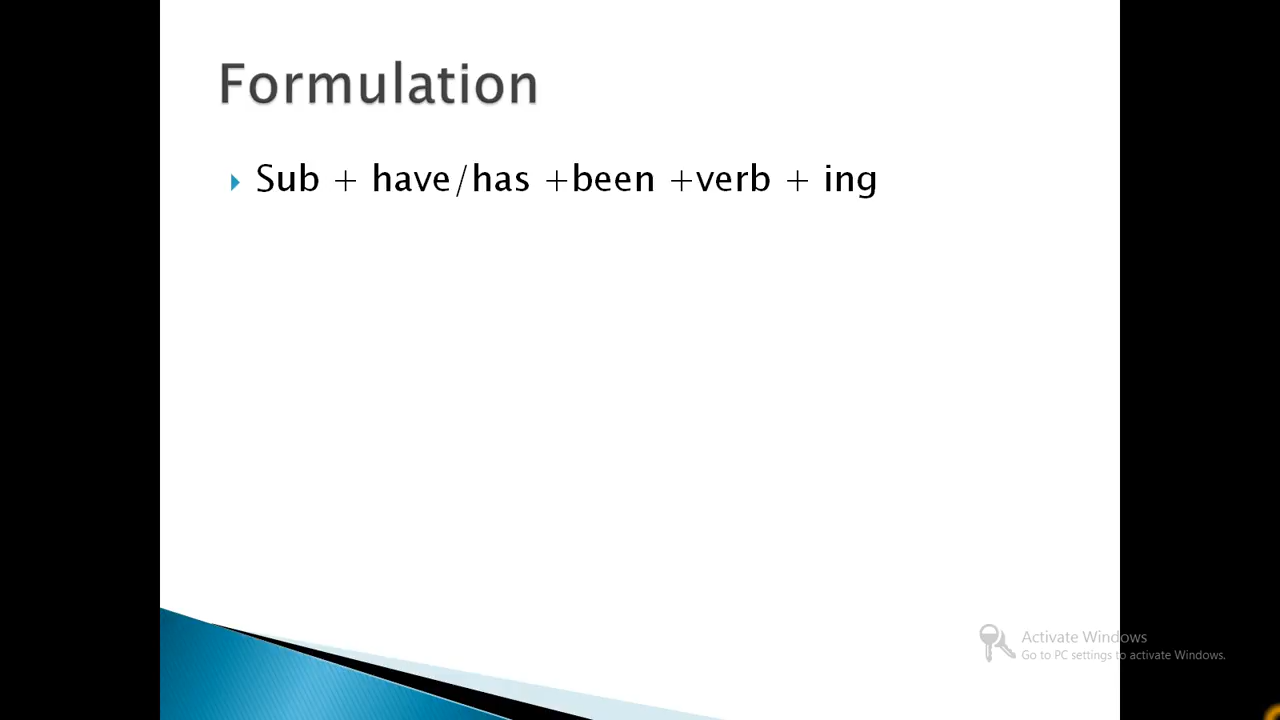 Formulation
Sub + have/has +been +verb + ing
Activate Windows
Go to PC settings to activate Windows.